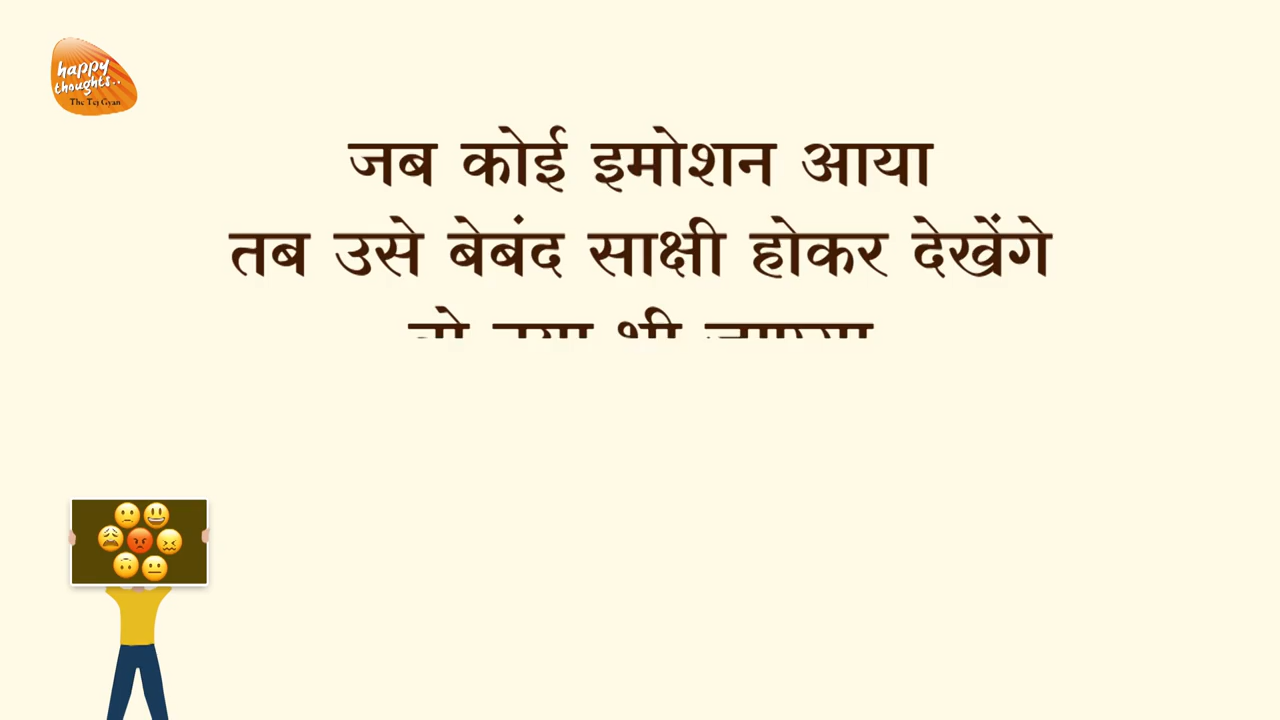 happy
thoughts..
The Tej Gyan
जब कोई इमोशन आया
तब उसे बेबंद साक्षी होकर देखेंगे